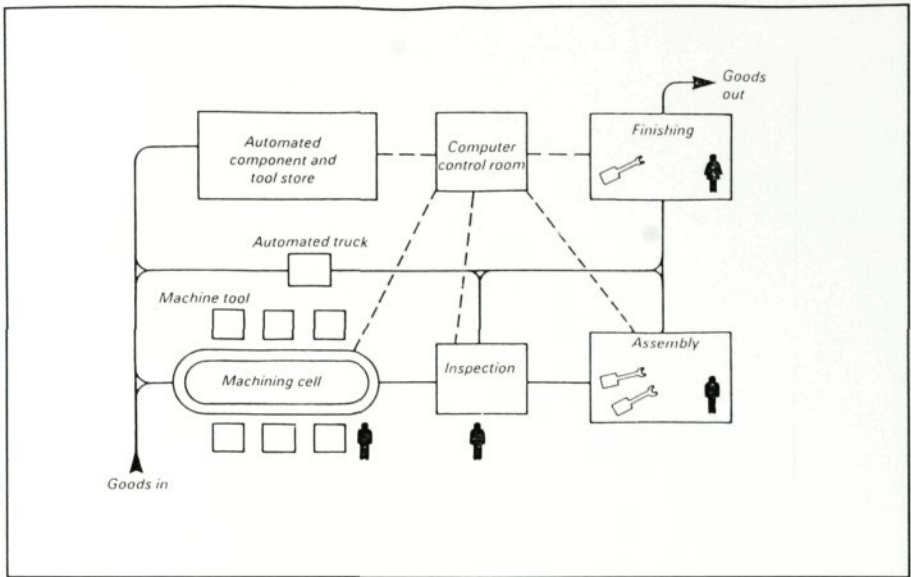 Goods
out
Automated
component and
tool store
Computer
control room
Finishing
Automated truck
Machine tool
Machining cell
Inspection
Assembly
Goods in